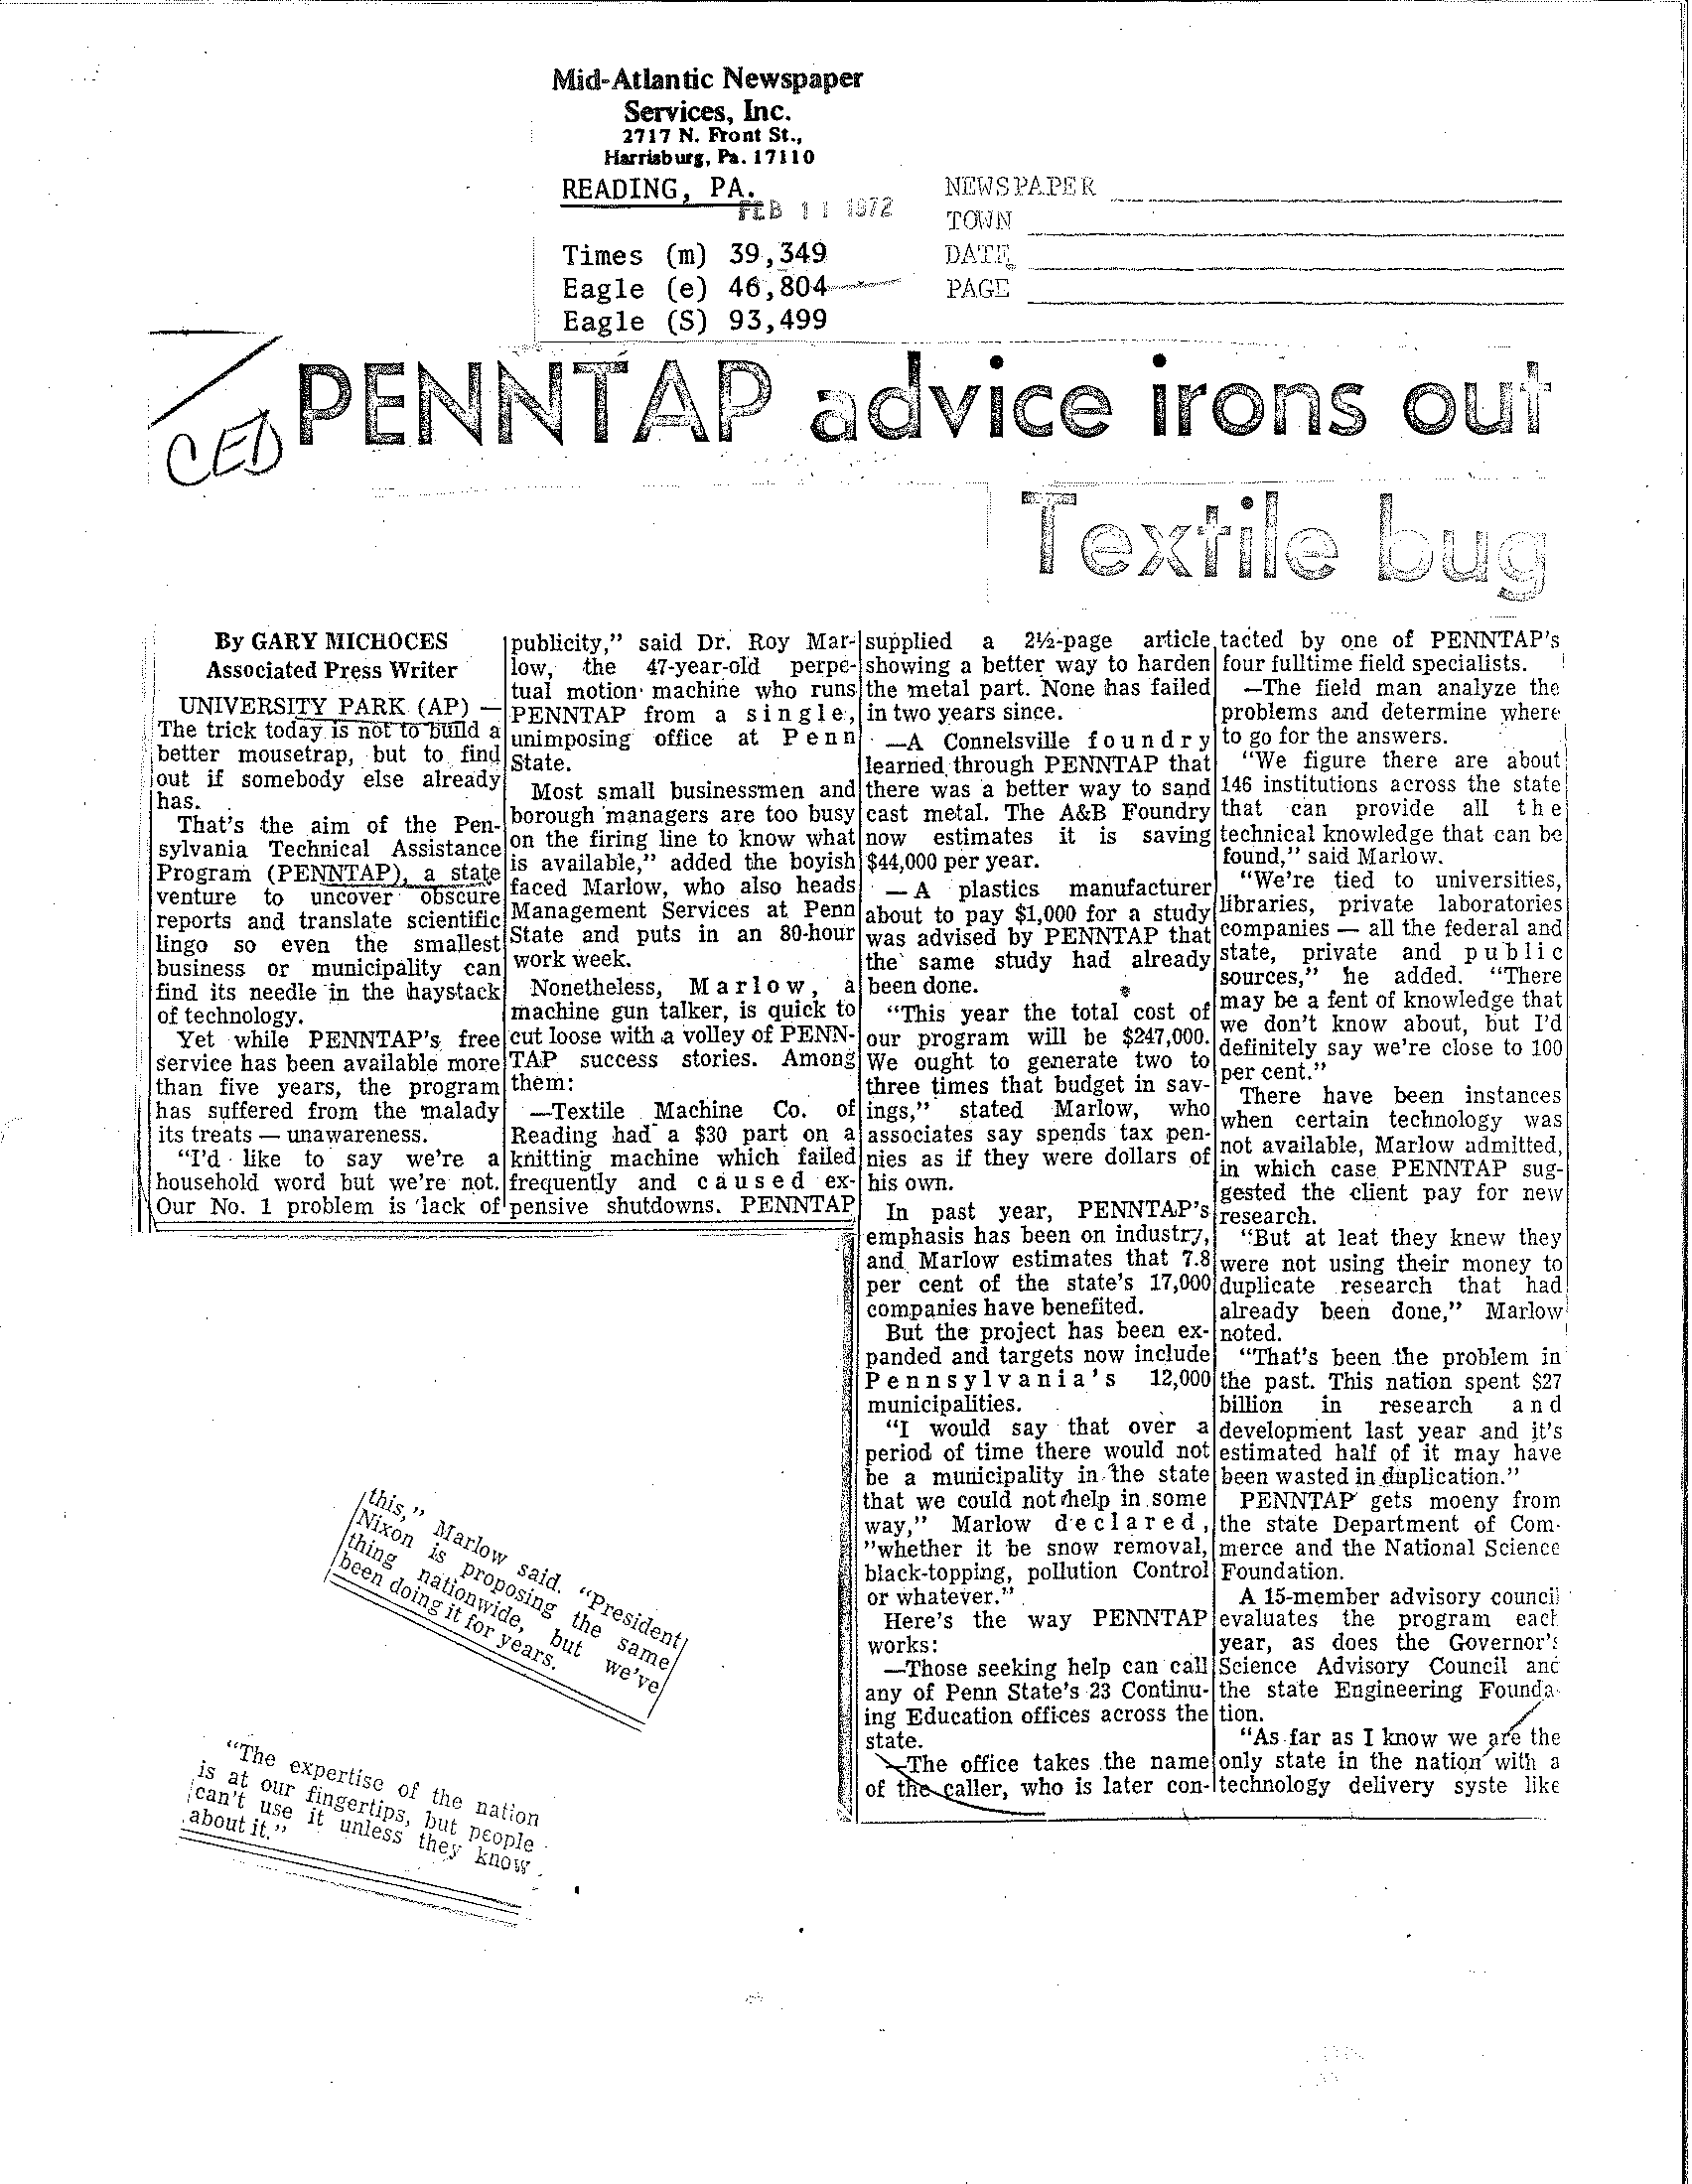 Mid-Atlantic Newspaper
Services, Inc.
2717 N. Front St.,
Harrisburg, Pa. 17110
READING, PA.
FEB 11 1972
Times (m) 39,349
Eagle (e) 46,804
Eagle (S) 93,499
NEWSPAPER
TOWN
DATE
PAGE
CED
PENNTAP advice irons out
Textile bug
By GARY MICHOCES
Associated Press Writer
UNIVERSITY PARK (AP) —
The trick today is not to build a
better mousetrap, but to find
out if somebody else already
has.
That's the aim of the Pen-
sylvania Technical Assistance
Program (PENNTAP), a state
venture to uncover obscure
reports and translate scientific
lingo so even the smallest
business or municipality can
find its needle in the haystack
of technology.
Yet while PENNTAP's free
service has been available more
than five years, the program
has suffered from the malady
its treats — unawareness.
"I'd like to say we're a
household word but we're not.
Our No. 1 problem is lack of
publicity," said Dr. Roy Mar-
low, the 47-year-old perpe-
tual motion machine who runs
PENNTAP from a single,
unimposing office at Penn
State.
Most small businessmen and
borough managers are too busy
on the firing line to know what
is available," added the boyish
faced Marlow, who also heads
Management Services at Penn
State and puts in an 80-hour
work week.
Nonetheless, Marlow, a
machine gun talker, is quick to
cut loose with a volley of PENN-
TAP success stories. Among
them:
—Textile Machine Co. of
Reading had a $30 part on a
knitting machine which failed
frequently and caused ex-
pensive shutdowns. PENNTAP
supplied a 2½-page article
showing a better way to harden
the metal part. None has failed
in two years since.
—A Connelsville foundry
learned through PENNTAP that
there was a better way to sand
cast metal. The A&B Foundry
now estimates it is saving
$44,000 per year.
—A plastics manufacturer
about to pay $1,000 for a study
was advised by PENNTAP that
the same study had already
been done.
"This year the total cost of
our program will be $247,000.
We ought to generate two to
three times that budget in sav-
ings," stated Marlow, who
associates say spends tax pen-
nies as if they were dollars of
his own.
In past year, PENNTAP's
emphasis has been on industry,
and Marlow estimates that 7.8
per cent of the state's 17,000
companies have benefited.
But the project has been ex-
panded and targets now include
Pennsylvania's 12,000
municipalities.
"I would say that over a
period of time there would not
be a municipality in the state
that we could not help in some
way," Marlow declared,
"whether it be snow removal,
black-topping, pollution Control
or whatever."
Here's the way PENNTAP
works:
—Those seeking help can call
any of Penn State's 23 Continu-
ing Education offices across the
state.
—The office takes the name
of the caller, who is later con-
tacted by one of PENNTAP's
four fulltime field specialists.
—The field man analyze the
problems and determine where
to go for the answers.
"We figure there are about
146 institutions across the state
that can provide all the
technical knowledge that can be
found," said Marlow.
"We're tied to universities,
libraries, private laboratories
companies — all the federal and
state, private and public
sources," he added. "There
may be a fent of knowledge that
we don't know about, but I'd
definitely say we're close to 100
per cent."
There have been instances
when certain technology was
not available, Marlow admitted,
in which case PENNTAP sug-
gested the client pay for new
research.
"But at leat they knew they
were not using their money to
duplicate research that had
already been done," Marlow
noted.
"That's been the problem in
the past. This nation spent $27
billion in research and
development last year and it's
estimated half of it may have
been wasted in duplication."
PENNTAP gets moeny from
the state Department of Com-
merce and the National Science
Foundation.
A 15-member advisory council
evaluates the program each
year, as does the Governor's
Science Advisory Council and
the state Engineering Founda-
tion.
"As far as I know we are the
only state in the nation with a
technology delivery syste like
this," Marlow said. "President
Nixon is proposing the same
thing nationwide, but we've
been doing it for years.
"The expertise of the nation
is at our fingertips, but people
can't use it unless they know
about it."